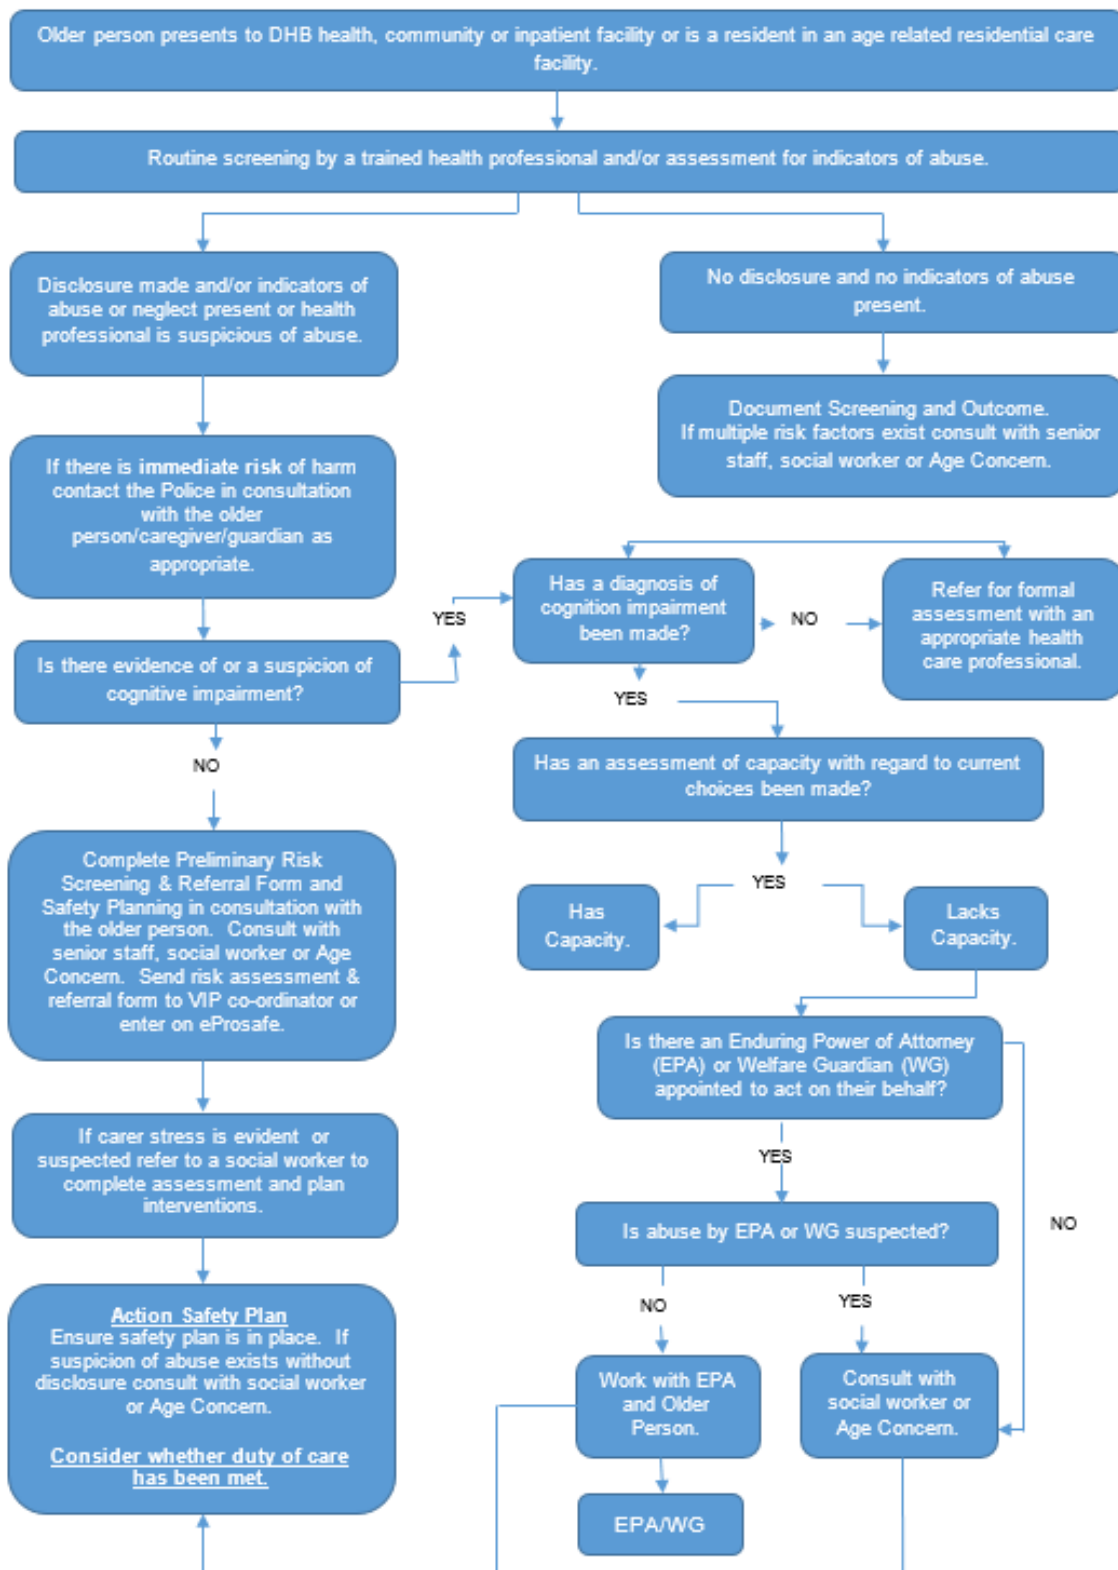 Older person presents to DHB health, community or inpatient facility or is a resident in an age related residential care
facility.
Routine screening by a trained health professional and/or assessment for indicators of abuse.
Disclosure made and/or indicators of
abuse or neglect present or health
professional is suspicious of abuse.
No disclosure and no indicators of abuse
present.
Document Screening and Outcome.
If multiple risk factors exist consult with senior
staff, social worker or Age Concern.
If there is immediate risk of harm
contact the Police in consultation
with the older
person/caregiver/guardian as
appropriate.
Has a diagnosis of
cognition impairment
been made?
NO
Refer for formal
assessment with an
appropriate health
care professional.
YES
Is there evidence of or a suspicion of
cognitive impairment?
YES
NO
Has an assessment of capacity with regard to current
choices been made?
YES
Has
Capacity.
Lacks
Capacity.
Complete Preliminary Risk
Screening & Referral Form and
Safety Planning in consultation with
the older person. Consult with
senior staff, social worker or Age
Concern. Send risk assessment &
referral form to VIP co-ordinator or
enter on eProsafe.
Is there an Enduring Power of Attorney
(EPA) or Welfare Guardian (WG)
appointed to act on their behalf?
If carer stress is evident or
suspected refer to a social worker to
complete assessment and plan
interventions.
YES
NO
Is abuse by EPA or WG suspected?
NO
YES
Action Safety Plan
Ensure safety plan is in place. If
suspicion of abuse exists without
disclosure consult with social worker
or Age Concern.
Consider whether duty of care
has been met.
Work with EPA
and Older
Person.
Consult with
social worker or
Age Concern.
EPA/WG